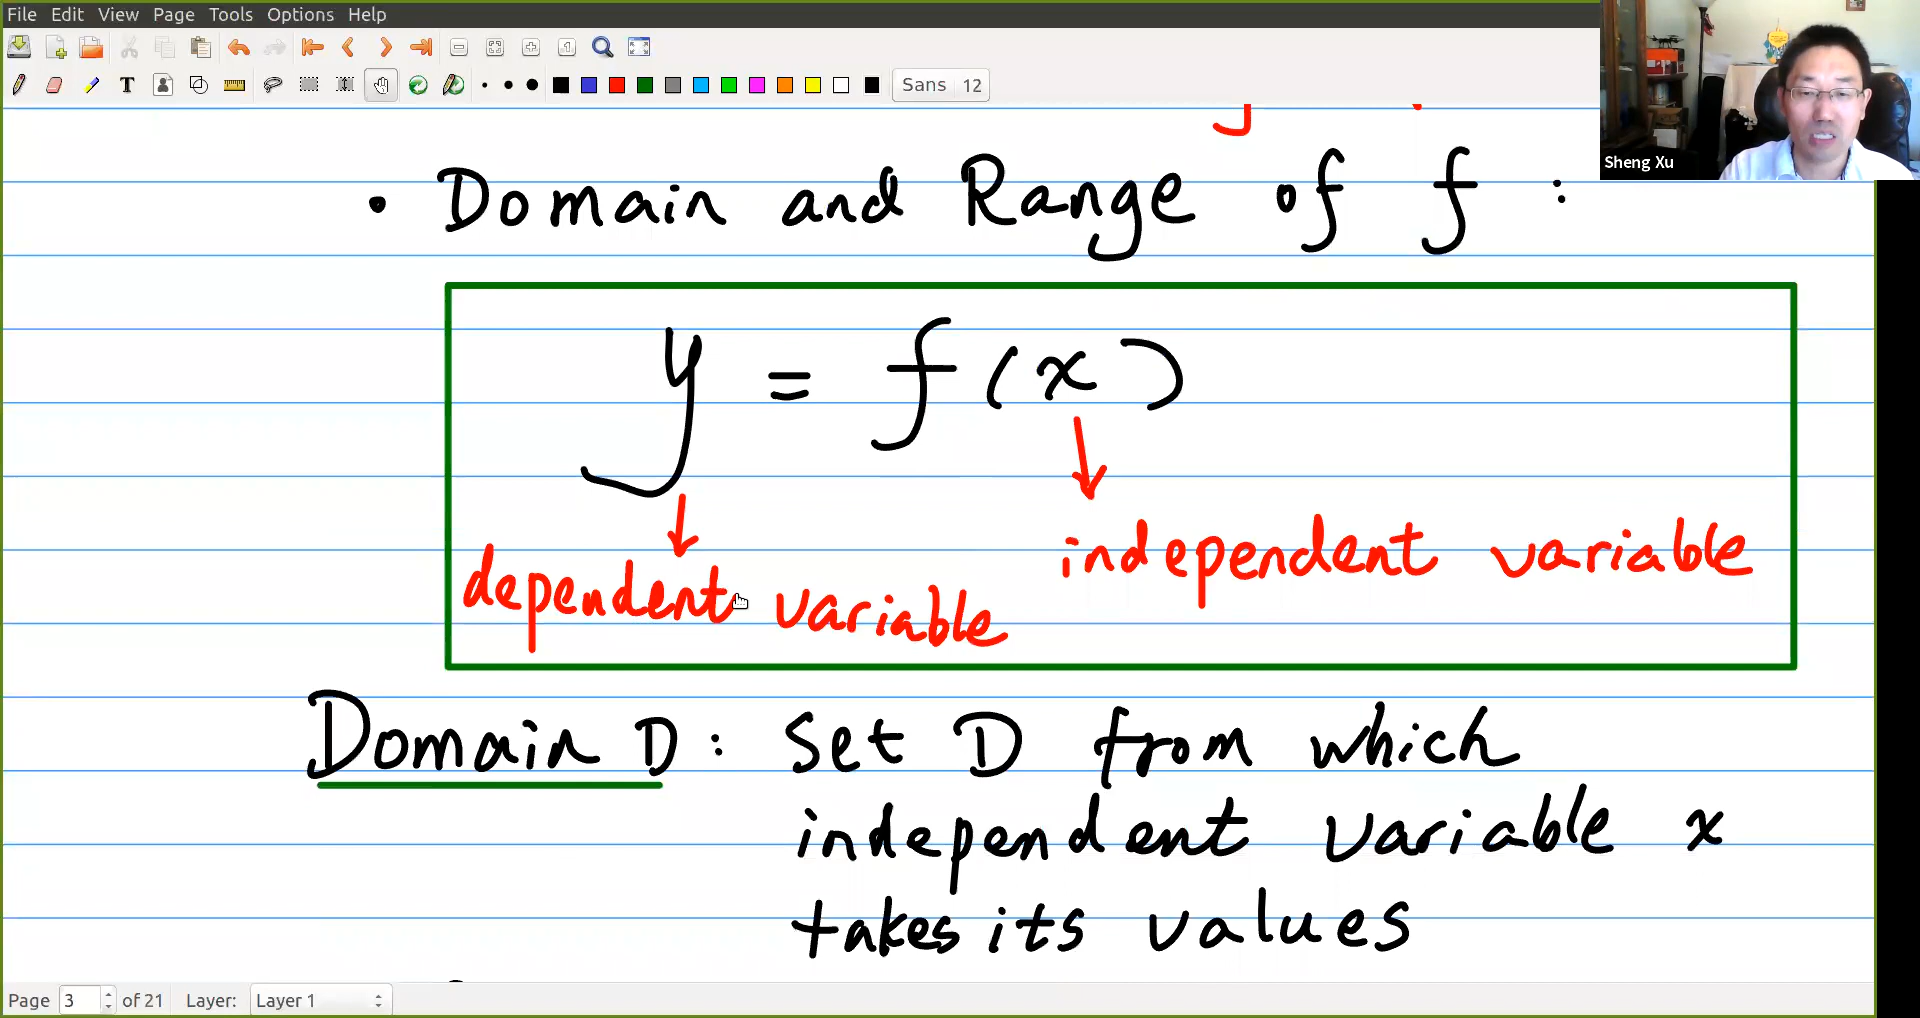 File Edit View Page Tools Options Help
Sans 12
Sheng Xu
• Domain and Range of f :
y = f(x)
independent variable
dependent variable
Domain D: Set D from which
independent variable x
takes its values
Page 3 of 21 Layer: Layer 1